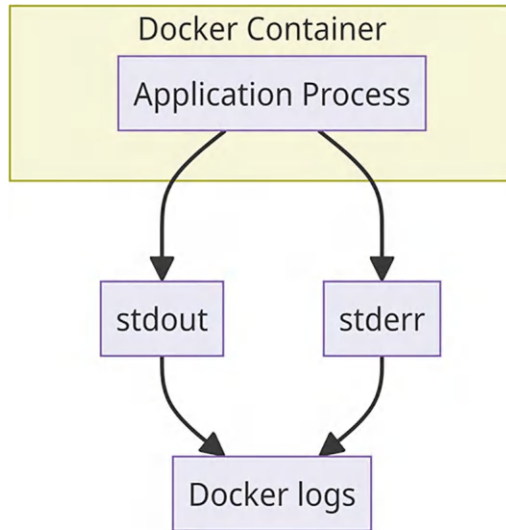 Docker Container
Application Process
stdout
stderr
Docker logs